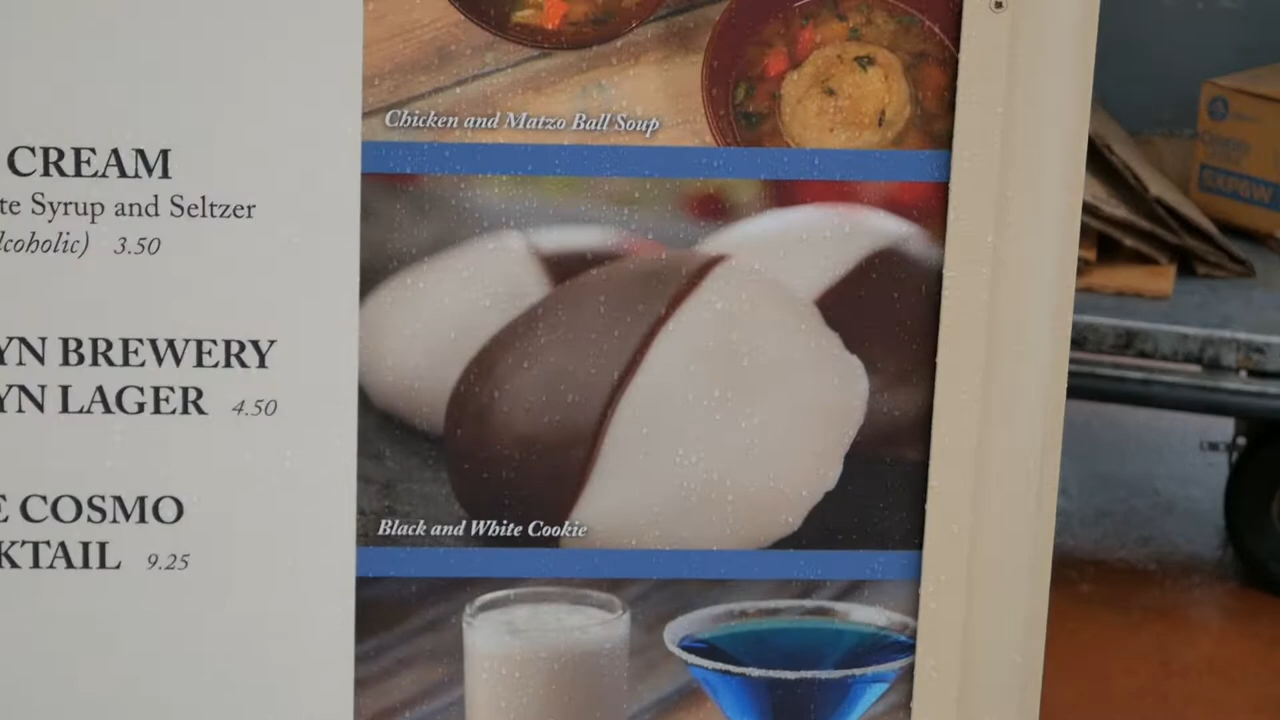 CREAM
te Syrup and Seltzer
lcoholic) 3.50
YN BREWERY
YN LAGER 4.50
E COSMO
KTAIL 9.25
Chicken and Matzo Ball Soup
Black and White Cookie